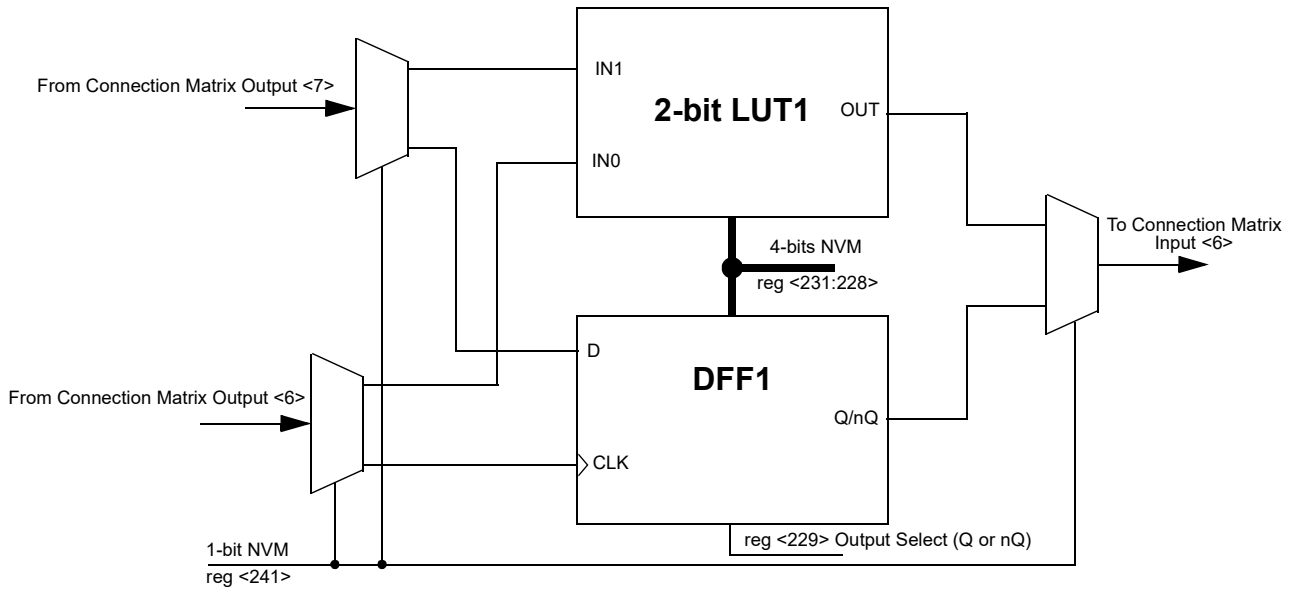 From Connection Matrix Output <7>
IN1
2-bit LUT1
OUT
IN0
To Connection Matrix
Input <6>
4-bits NVM
reg <231:228>
D
DFF1
From Connection Matrix Output <6>
Q/nQ
CLK
reg <229> Output Select (Q or nQ)
1-bit NVM
reg <241>